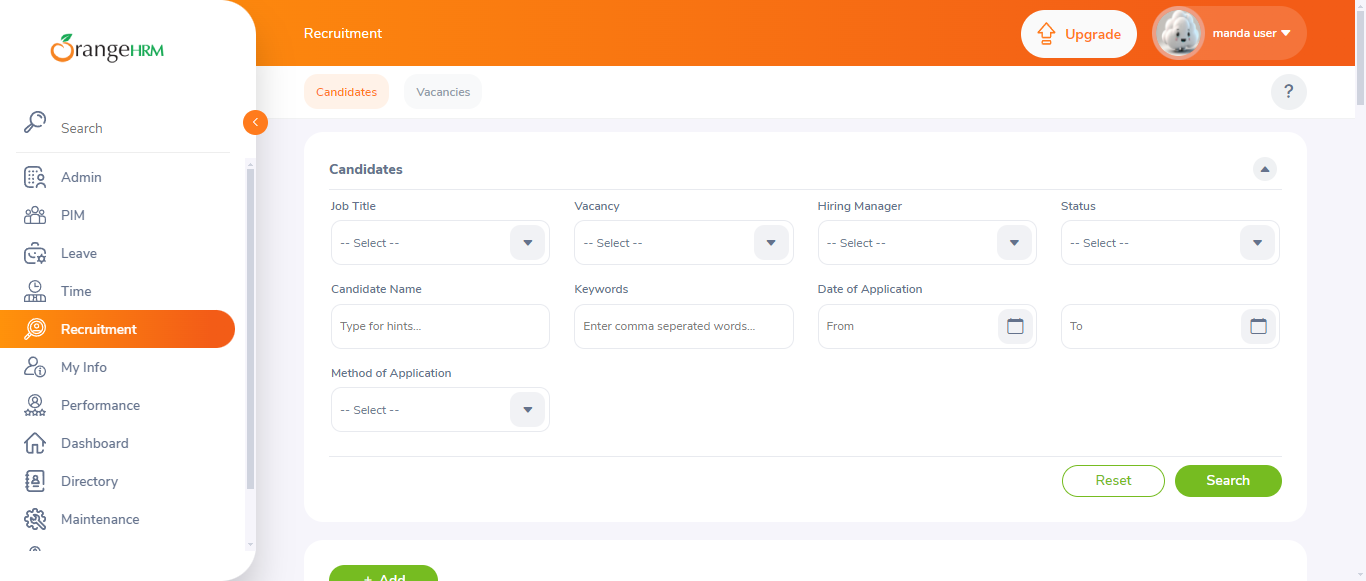 OrangeHRM
Recruitment
Upgrade
manda user
Candidates
Vacancies
?
Search
Admin
PIM
Leave
Time
Recruitment
My Info
Performance
Dashboard
Directory
Maintenance
Candidates
Job Title
Vacancy
Hiring Manager
Status
-- Select --
-- Select --
-- Select --
-- Select --
Candidate Name
Keywords
Date of Application
Type for hints...
Enter comma seperated words...
From
To
Method of Application
-- Select --
Reset
Search
+ Add